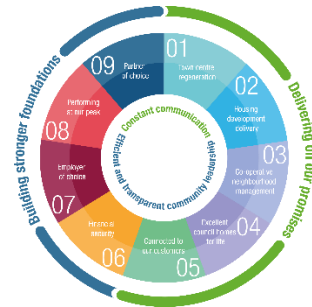 Building stronger foundations
Delivering on our promises
01
Town centre
regeneration
02
Housing
development
delivery
03
Co-operative
neighbourhood
management
04
Excellent
council homes
for life
05
Connected to
our customers
06
Financial
security
07
Employer
of choice
08
Performing
at our peak
09
Partner
of choice
Constant communication
Efficient and transparent community leadership